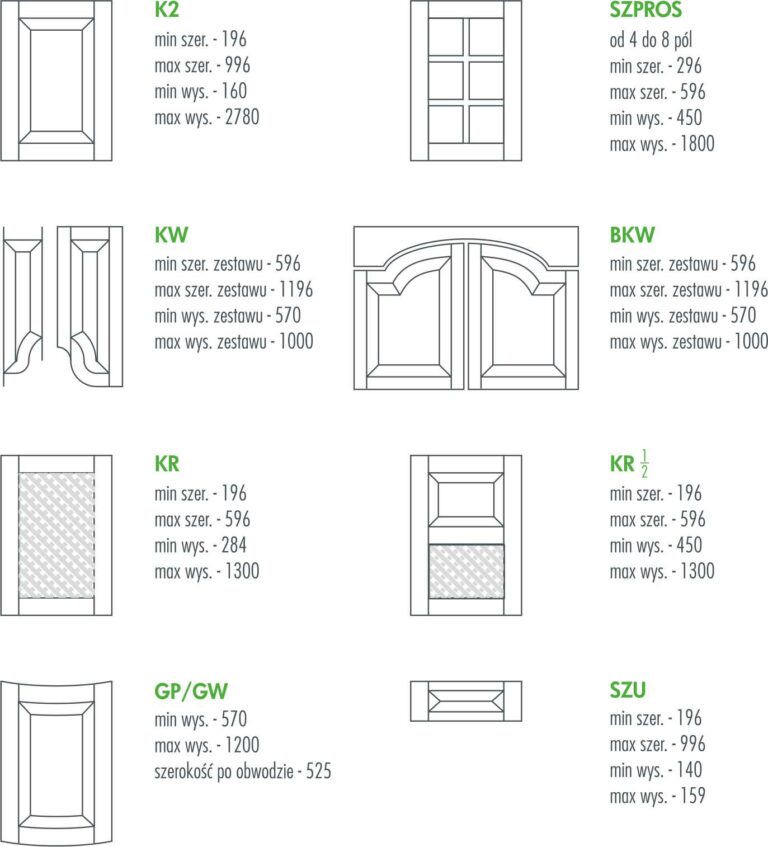 K2
min szer. - 196
max szer. - 996
min wys. - 160
max wys. - 2780
SZPROS
od 4 do 8 pól
min szer. - 296
max szer. - 596
min wys. - 450
max wys. - 1800
KW
min szer. zestawu - 596
max szer. zestawu - 1196
min wys. zestawu - 570
max wys. zestawu - 1000
BKW
min szer. zestawu - 596
max szer. zestawu - 1196
min wys. zestawu - 570
max wys. zestawu - 1000
KR
min szer. - 196
max szer. - 596
min wys. - 284
max wys. - 1300
KR 1/2
min szer. - 196
max szer. - 596
min wys. - 450
max wys. - 1300
GP/GW
min wys. - 570
max wys. - 1200
szerokość po obwodzie - 525
SZU
min szer. - 196
max szer. - 996
min wys. - 140
max wys. - 159